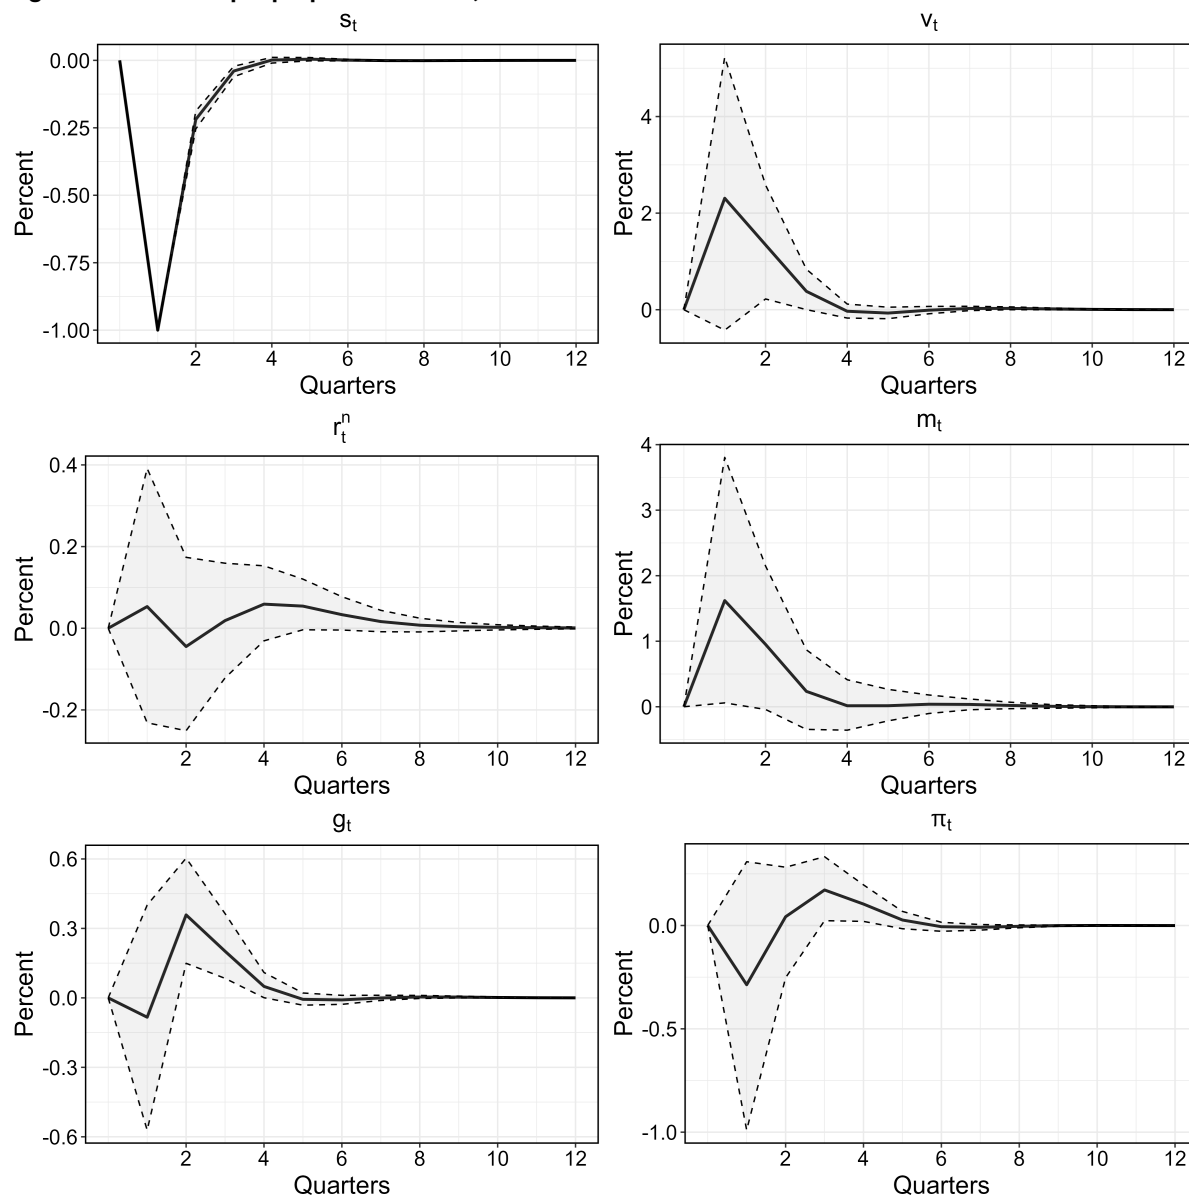 s_t
v_t
0.00
-0.25
-0.50
-0.75
-1.00
Percent
2 4 6 8 10 12
Quarters
4
2
0
Percent
2 4 6 8 10 12
Quarters
r_t^n
m_t
0.4
0.2
0.0
-0.2
Percent
2 4 6 8 10 12
Quarters
4
3
2
1
0
Percent
2 4 6 8 10 12
Quarters
g_t
π_t
0.6
0.3
0.0
-0.3
-0.6
Percent
2 4 6 8 10 12
Quarters
0.0
-0.5
-1.0
Percent
2 4 6 8 10 12
Quarters